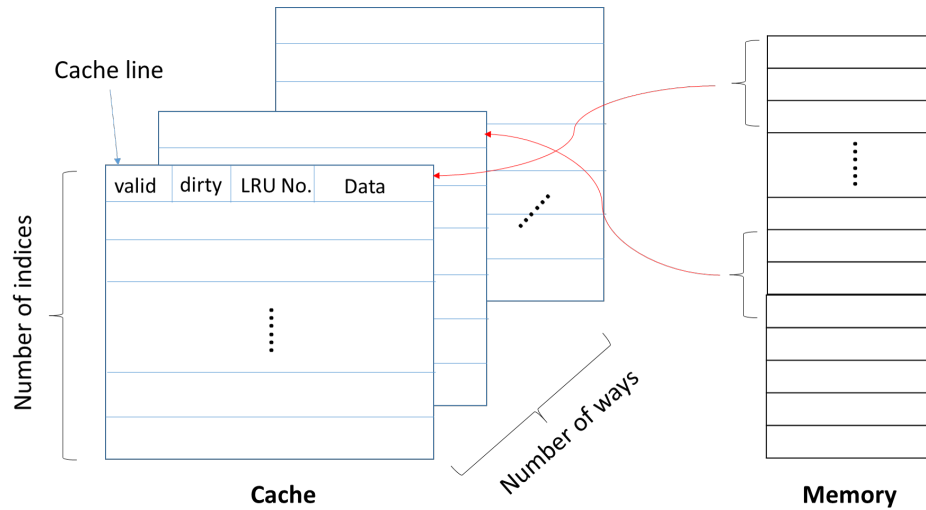 Cache line
valid dirty LRU No. Data
Number of indices
Number of ways
Cache
Memory